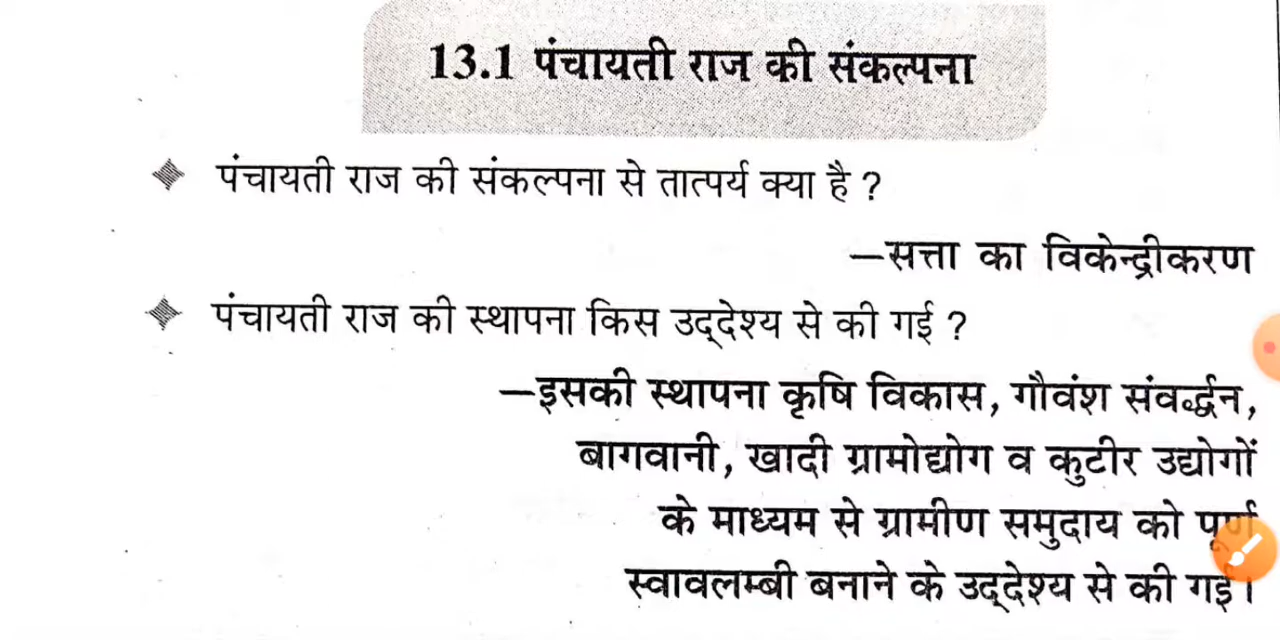 13.1 पंचायती राज की संकल्पना
पंचायती राज की संकल्पना से तात्पर्य क्या है ?
—सत्ता का विकेन्द्रीकरण
पंचायती राज की स्थापना किस उद्देश्य से की गई ?
—इसकी स्थापना कृषि विकास, गौवंश संवर्द्धन,
बागवानी, खादी ग्रामोद्योग व कुटीर उद्योगों
के माध्यम से ग्रामीण समुदाय को पूर्ण
स्वावलम्बी बनाने के उद्देश्य से की गई।